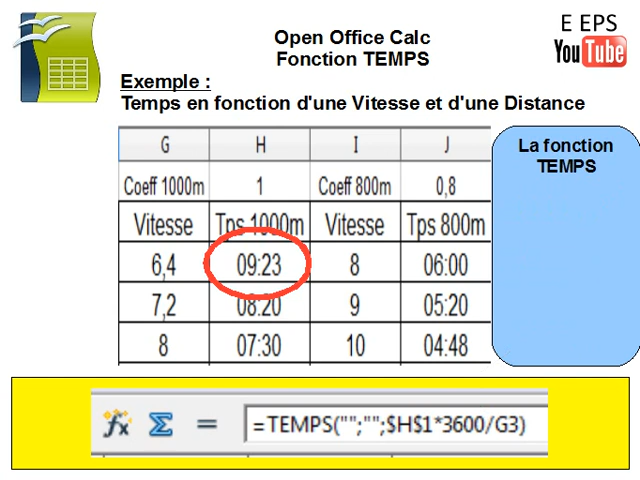 E EPS
YouTube
Open Office Calc
Fonction TEMPS
Exemple :
Temps en fonction d'une Vitesse et d'une Distance
G H I J
Coeff 1000m 1 Coeff 800m 0,8
Vitesse Tps 1000m Vitesse Tps 800m
6,4 09:23 8 06:00
7,2 08:20 9 05:20
8 07:30 10 04:48
La fonction
TEMPS
fx Σ = =TEMPS("";"";$H$1*3600/G3)